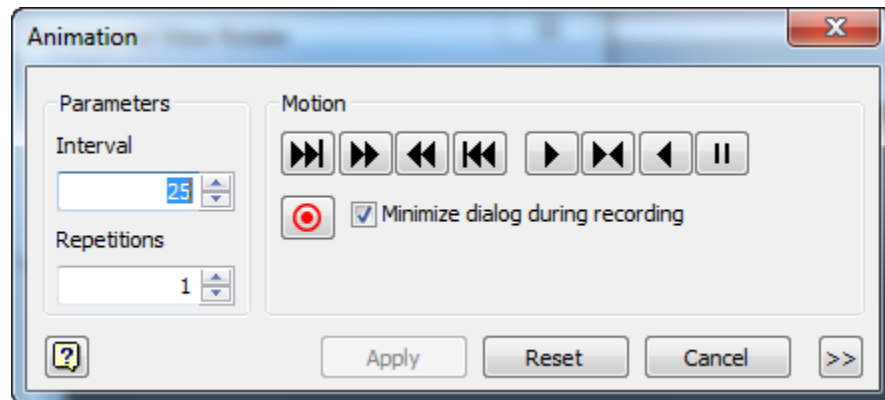 Animation
Parameters
Interval
25
Repetitions
1
Motion
Minimize dialog during recording
Apply
Reset
Cancel
>>